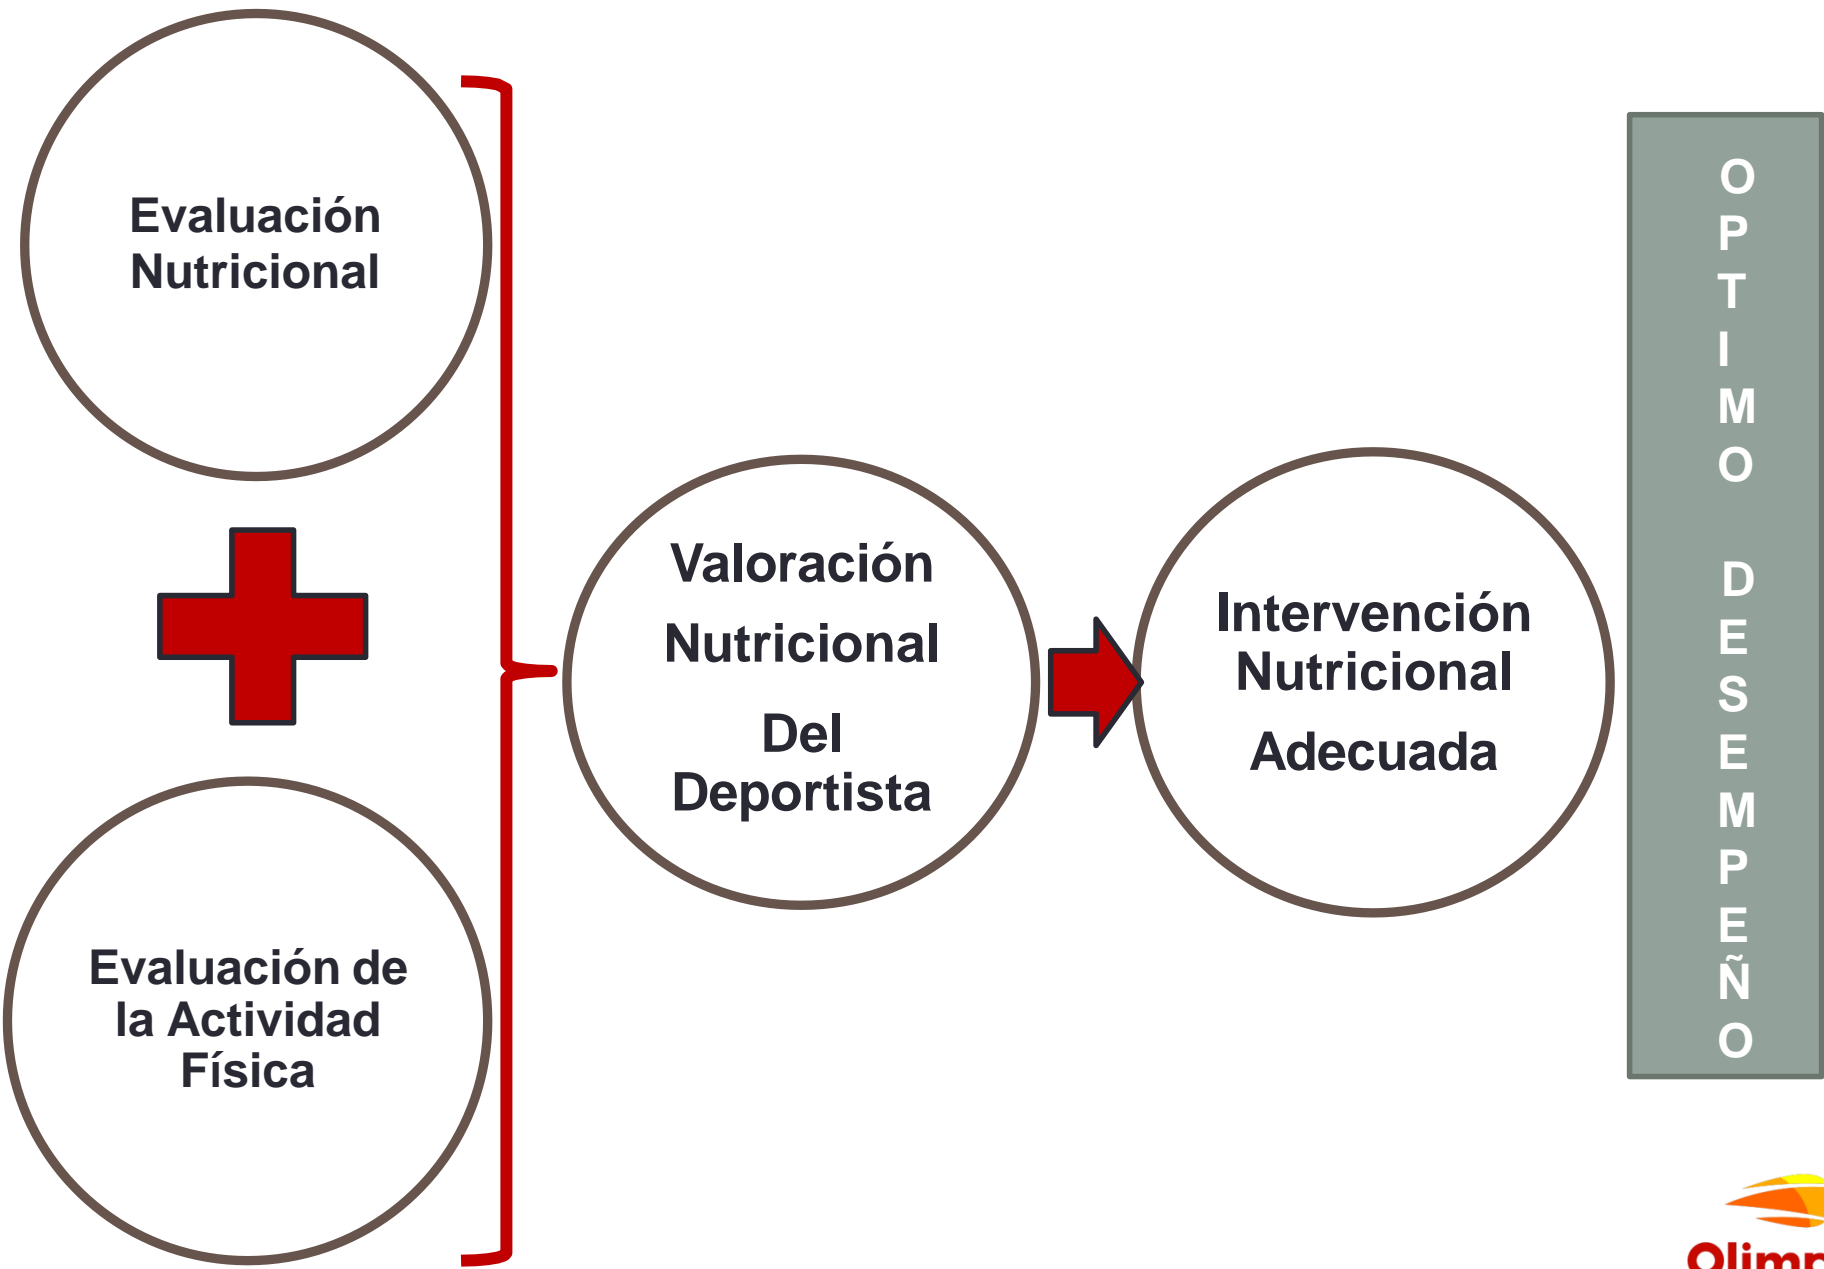 Evaluación
Nutricional
Evaluación de
la Actividad
Física
Valoración
Nutricional
Del
Deportista
Intervención
Nutricional
Adecuada
O
P
T
I
M
O
D
E
S
E
M
P
E
Ñ
O